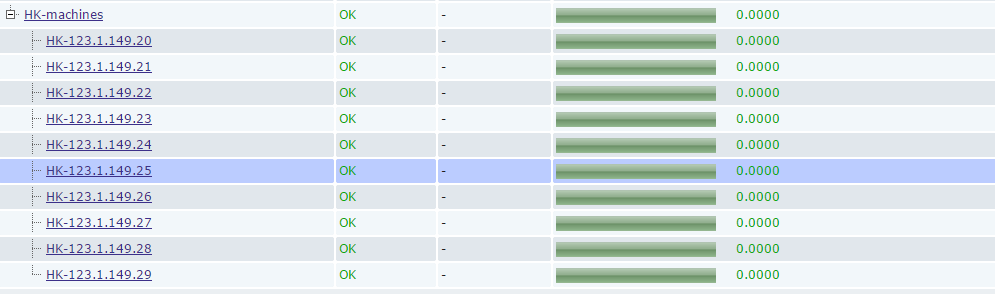 HK-machines OK - 0.0000
HK-123.1.149.20 OK - 0.0000
HK-123.1.149.21 OK - 0.0000
HK-123.1.149.22 OK - 0.0000
HK-123.1.149.23 OK - 0.0000
HK-123.1.149.24 OK - 0.0000
HK-123.1.149.25 OK - 0.0000
HK-123.1.149.26 OK - 0.0000
HK-123.1.149.27 OK - 0.0000
HK-123.1.149.28 OK - 0.0000
HK-123.1.149.29 OK - 0.0000